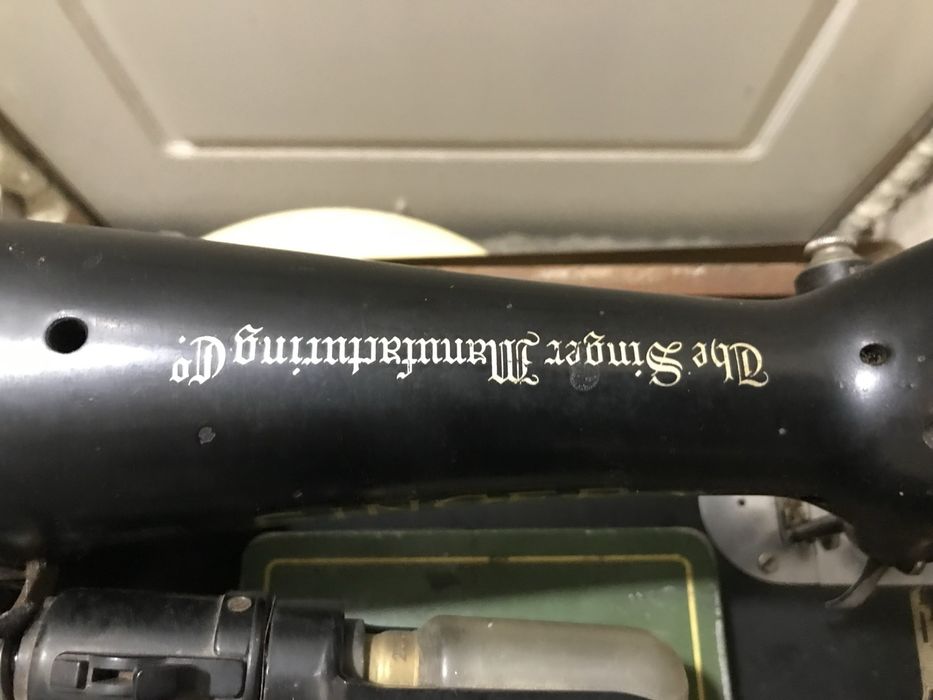 The Singer Manufacturing Co.